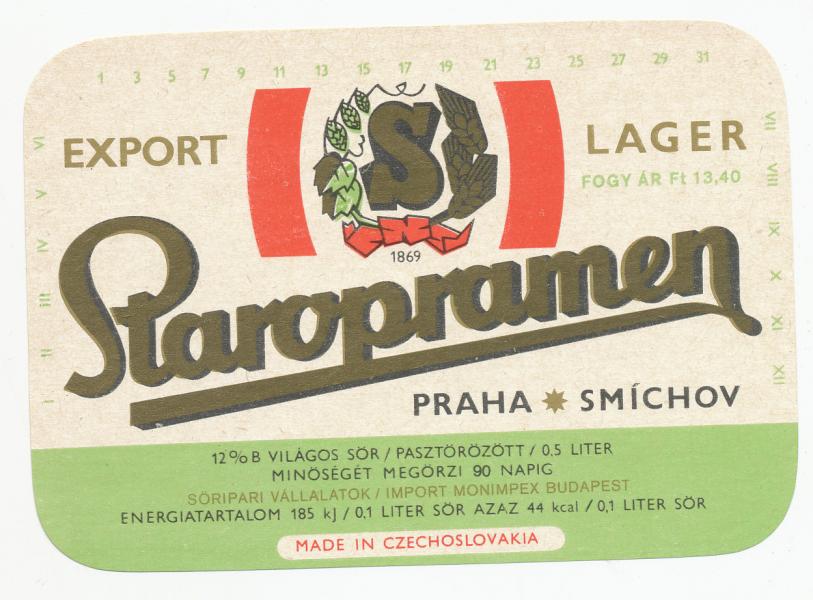 1 3 5 7 9 11 13 15 17 19 21 23 25 27 29 31
EXPORT
LAGER
FOGY ÁR Ft 13,40
S
1869
I II III IV V VI
VII VIII IX X XI XII
Staropramen
PRAHA SMÍCHOV
12% B VILÁGOS SÖR / PASZTÖRÖZÖTT / 0,5 LITER
MINÖSÉGÉT MEGÖRZI 90 NAPIG
SÖRIPARI VÁLLALATOK / IMPORT MONIMPEX BUDAPEST
ENERGIATARTALOM 185 kJ / 0,1 LITER SÖR AZAZ 44 kcal / 0,1 LITER SÖR
MADE IN CZECHOSLOVAKIA